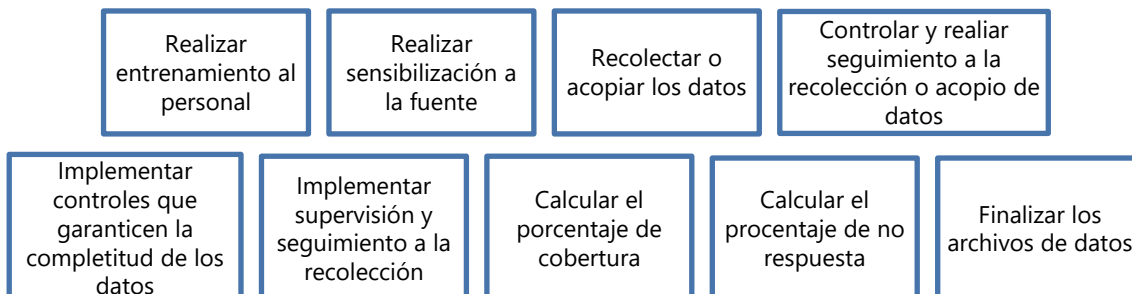 Realizar
entrenamiento al
personal
Realizar
sensibilización a
la fuente
Recolectar o
acopiar los datos
Controlar y realiar
seguimiento a la
recolección o acopio de
datos
Implementar
controles que
garanticen la
completitud de los
datos
Implementar
supervisión y
seguimiento a la
recolección
Calcular el
porcentaje de
cobertura
Calcular el
procentaje de no
respuesta
Finalizar los
archivos de datos